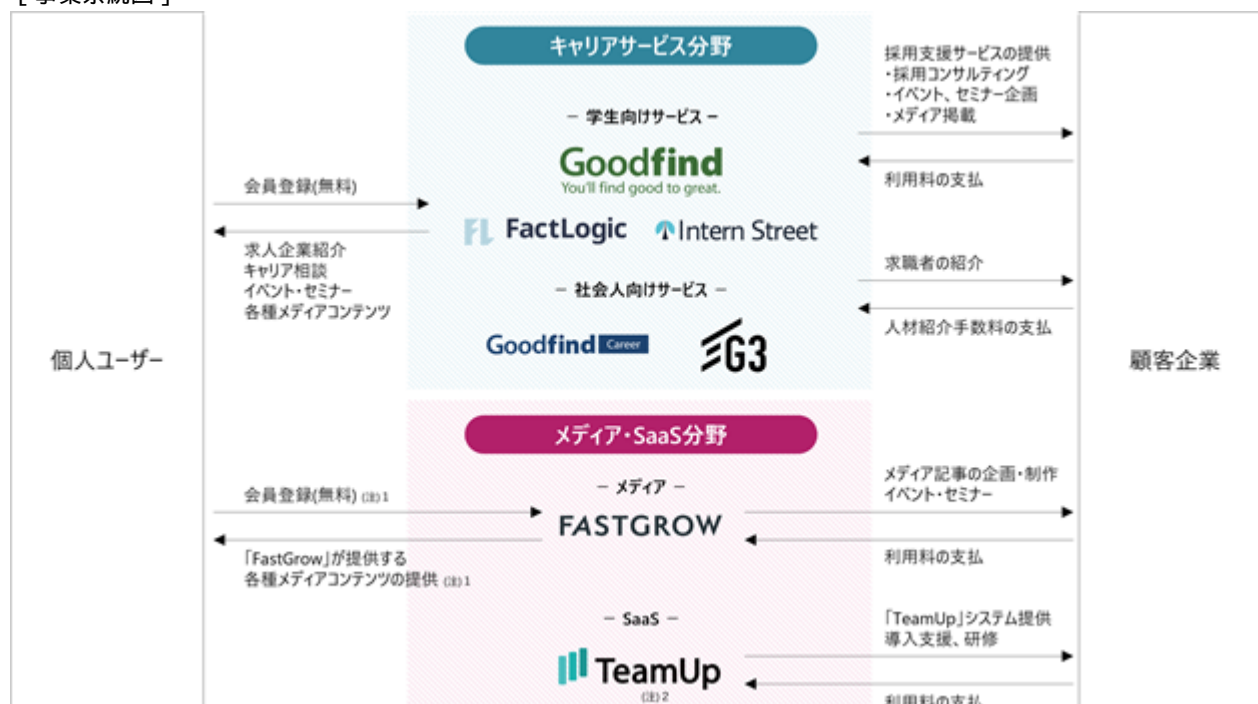 [ 事業系統図 ]
キャリアサービス分野
採用支援サービスの提供
・採用コンサルティング
・イベント、セミナー企画
・メディア掲載
利用料の支払
- 学生向けサービス -
Goodfind
You'll find good to great.
会員登録(無料)
FL FactLogic
Intern Street
求人企業紹介
キャリア相談
イベント・セミナー
各種メディアコンテンツ
求職者の紹介
人材紹介手数料の支払
- 社会人向けサービス -
Goodfind Career
G3
個人ユーザー
顧客企業
メディア・SaaS分野
- メディア -
FASTGROW
会員登録(無料) (注)1
「FastGrow」が提供する
各種メディアコンテンツの提供 (注)1
メディア記事の企画・制作
イベント・セミナー
利用料の支払
- SaaS -
TeamUp
(注)2
「TeamUp」システム提供
導入支援、研修
利用料の支払